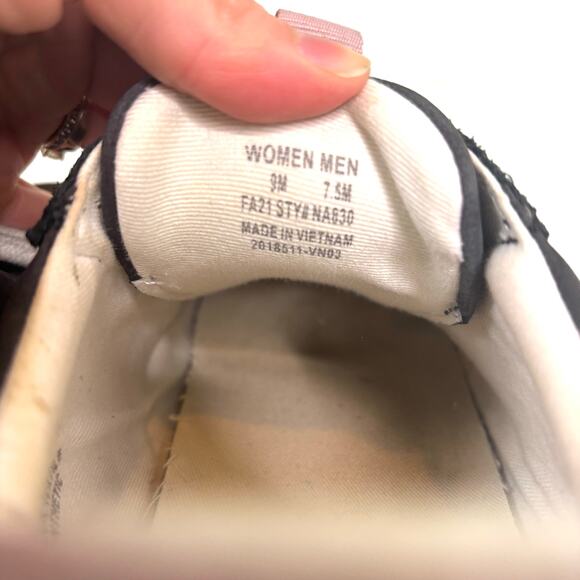 WOMEN MEN
9M 7.5M
FA21 STY# NA630
MADE IN VIETNAM
2018511-VN02